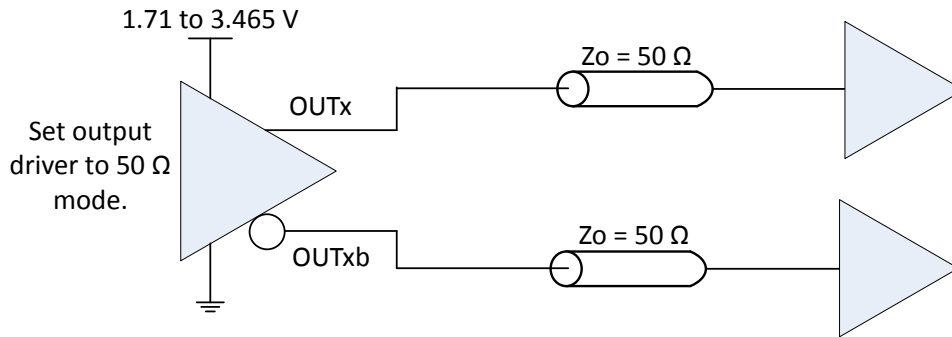 1.71 to 3.465 V
OUTx
Zo = 50 Ω
Set output
driver to 50 Ω
mode.
OUTxb
Zo = 50 Ω